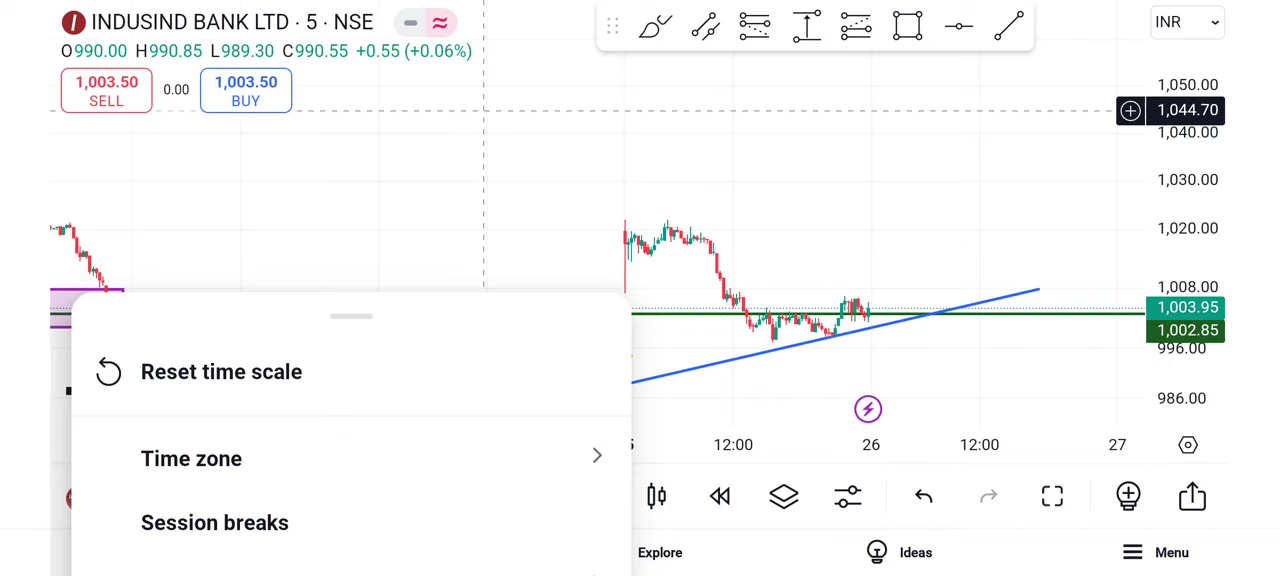 INDUSIND BANK LTD · 5 · NSE
O990.00 H990.85 L989.30 C990.55 +0.55 (+0.06%)
1,003.50
SELL
0.00
1,003.50
BUY
INR
1,050.00
1,044.70
1,040.00
1,030.00
1,020.00
1,008.00
1,003.95
1,002.85
996.00
986.00
12:00
26
12:00
27
Reset time scale
Time zone
Session breaks
Explore
Ideas
Menu